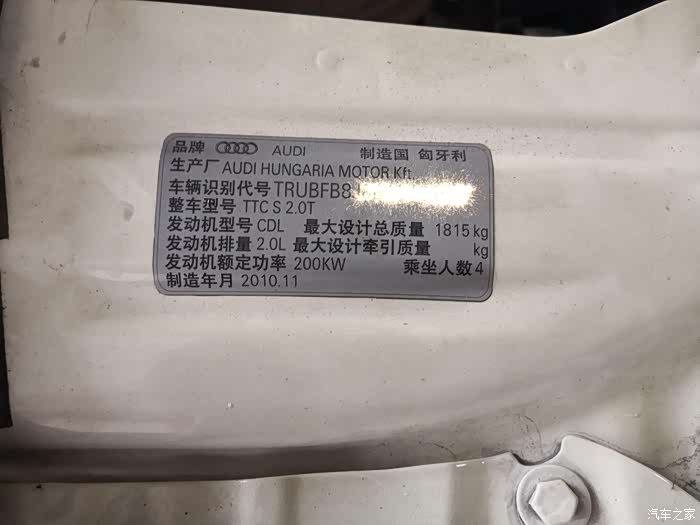 品牌 AUDI 制造国 匈牙利
生产厂 AUDI HUNGARIA MOTOR Kft
车辆识别代号 TRUBFB8J
整车型号 TTC S 2.0T
发动机型号 CDL 最大设计总质量 1815 kg
发动机排量 2.0L 最大设计牵引质量 kg
发动机额定功率 200KW 乘坐人数 4
制造年月 2010.11
汽车之家